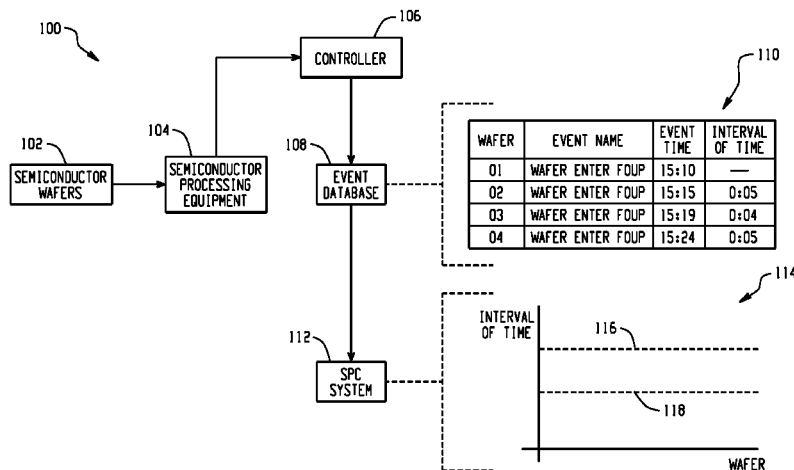 100
106
CONTROLLER
110
102
SEMICONDUCTOR
WAFERS
104
SEMICONDUCTOR
PROCESSING
EQUIPMENT
108
EVENT
DATABASE
WAFER EVENT NAME EVENT TIME INTERVAL OF TIME
01 WAFER ENTER FOUP 15:10 —
02 WAFER ENTER FOUP 15:15 0:05
03 WAFER ENTER FOUP 15:19 0:04
04 WAFER ENTER FOUP 15:24 0:05
112
SPC
SYSTEM
114
INTERVAL
OF TIME
116
118
WAFER